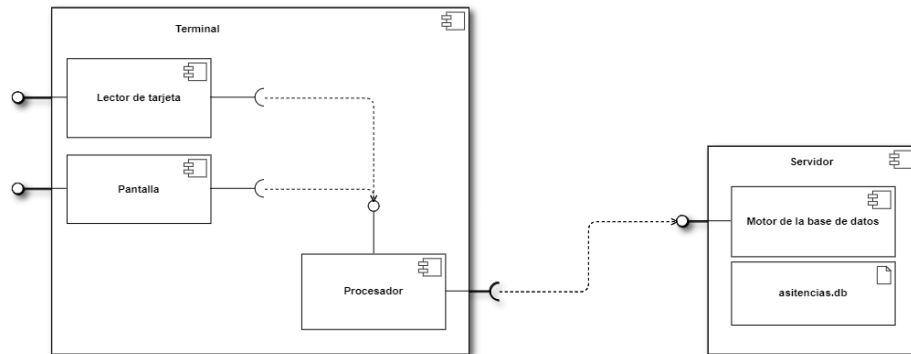 Terminal
Lector de tarjeta
Pantalla
Procesador
Servidor
Motor de la base de datos
asitencias.db